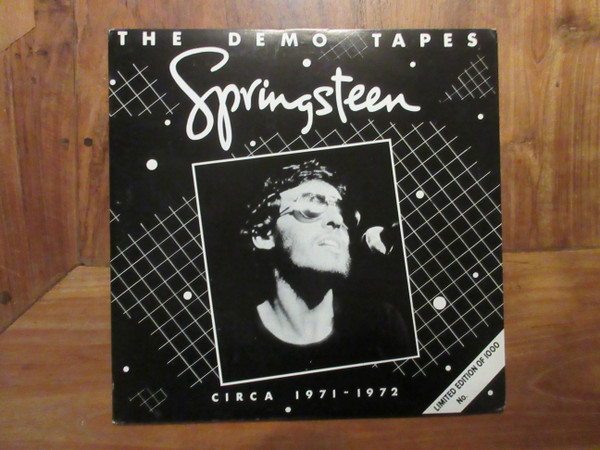 THE DEMO TAPES
Springsteen
CIRCA 1971-1972
LIMITED EDITION OF 1000
No.